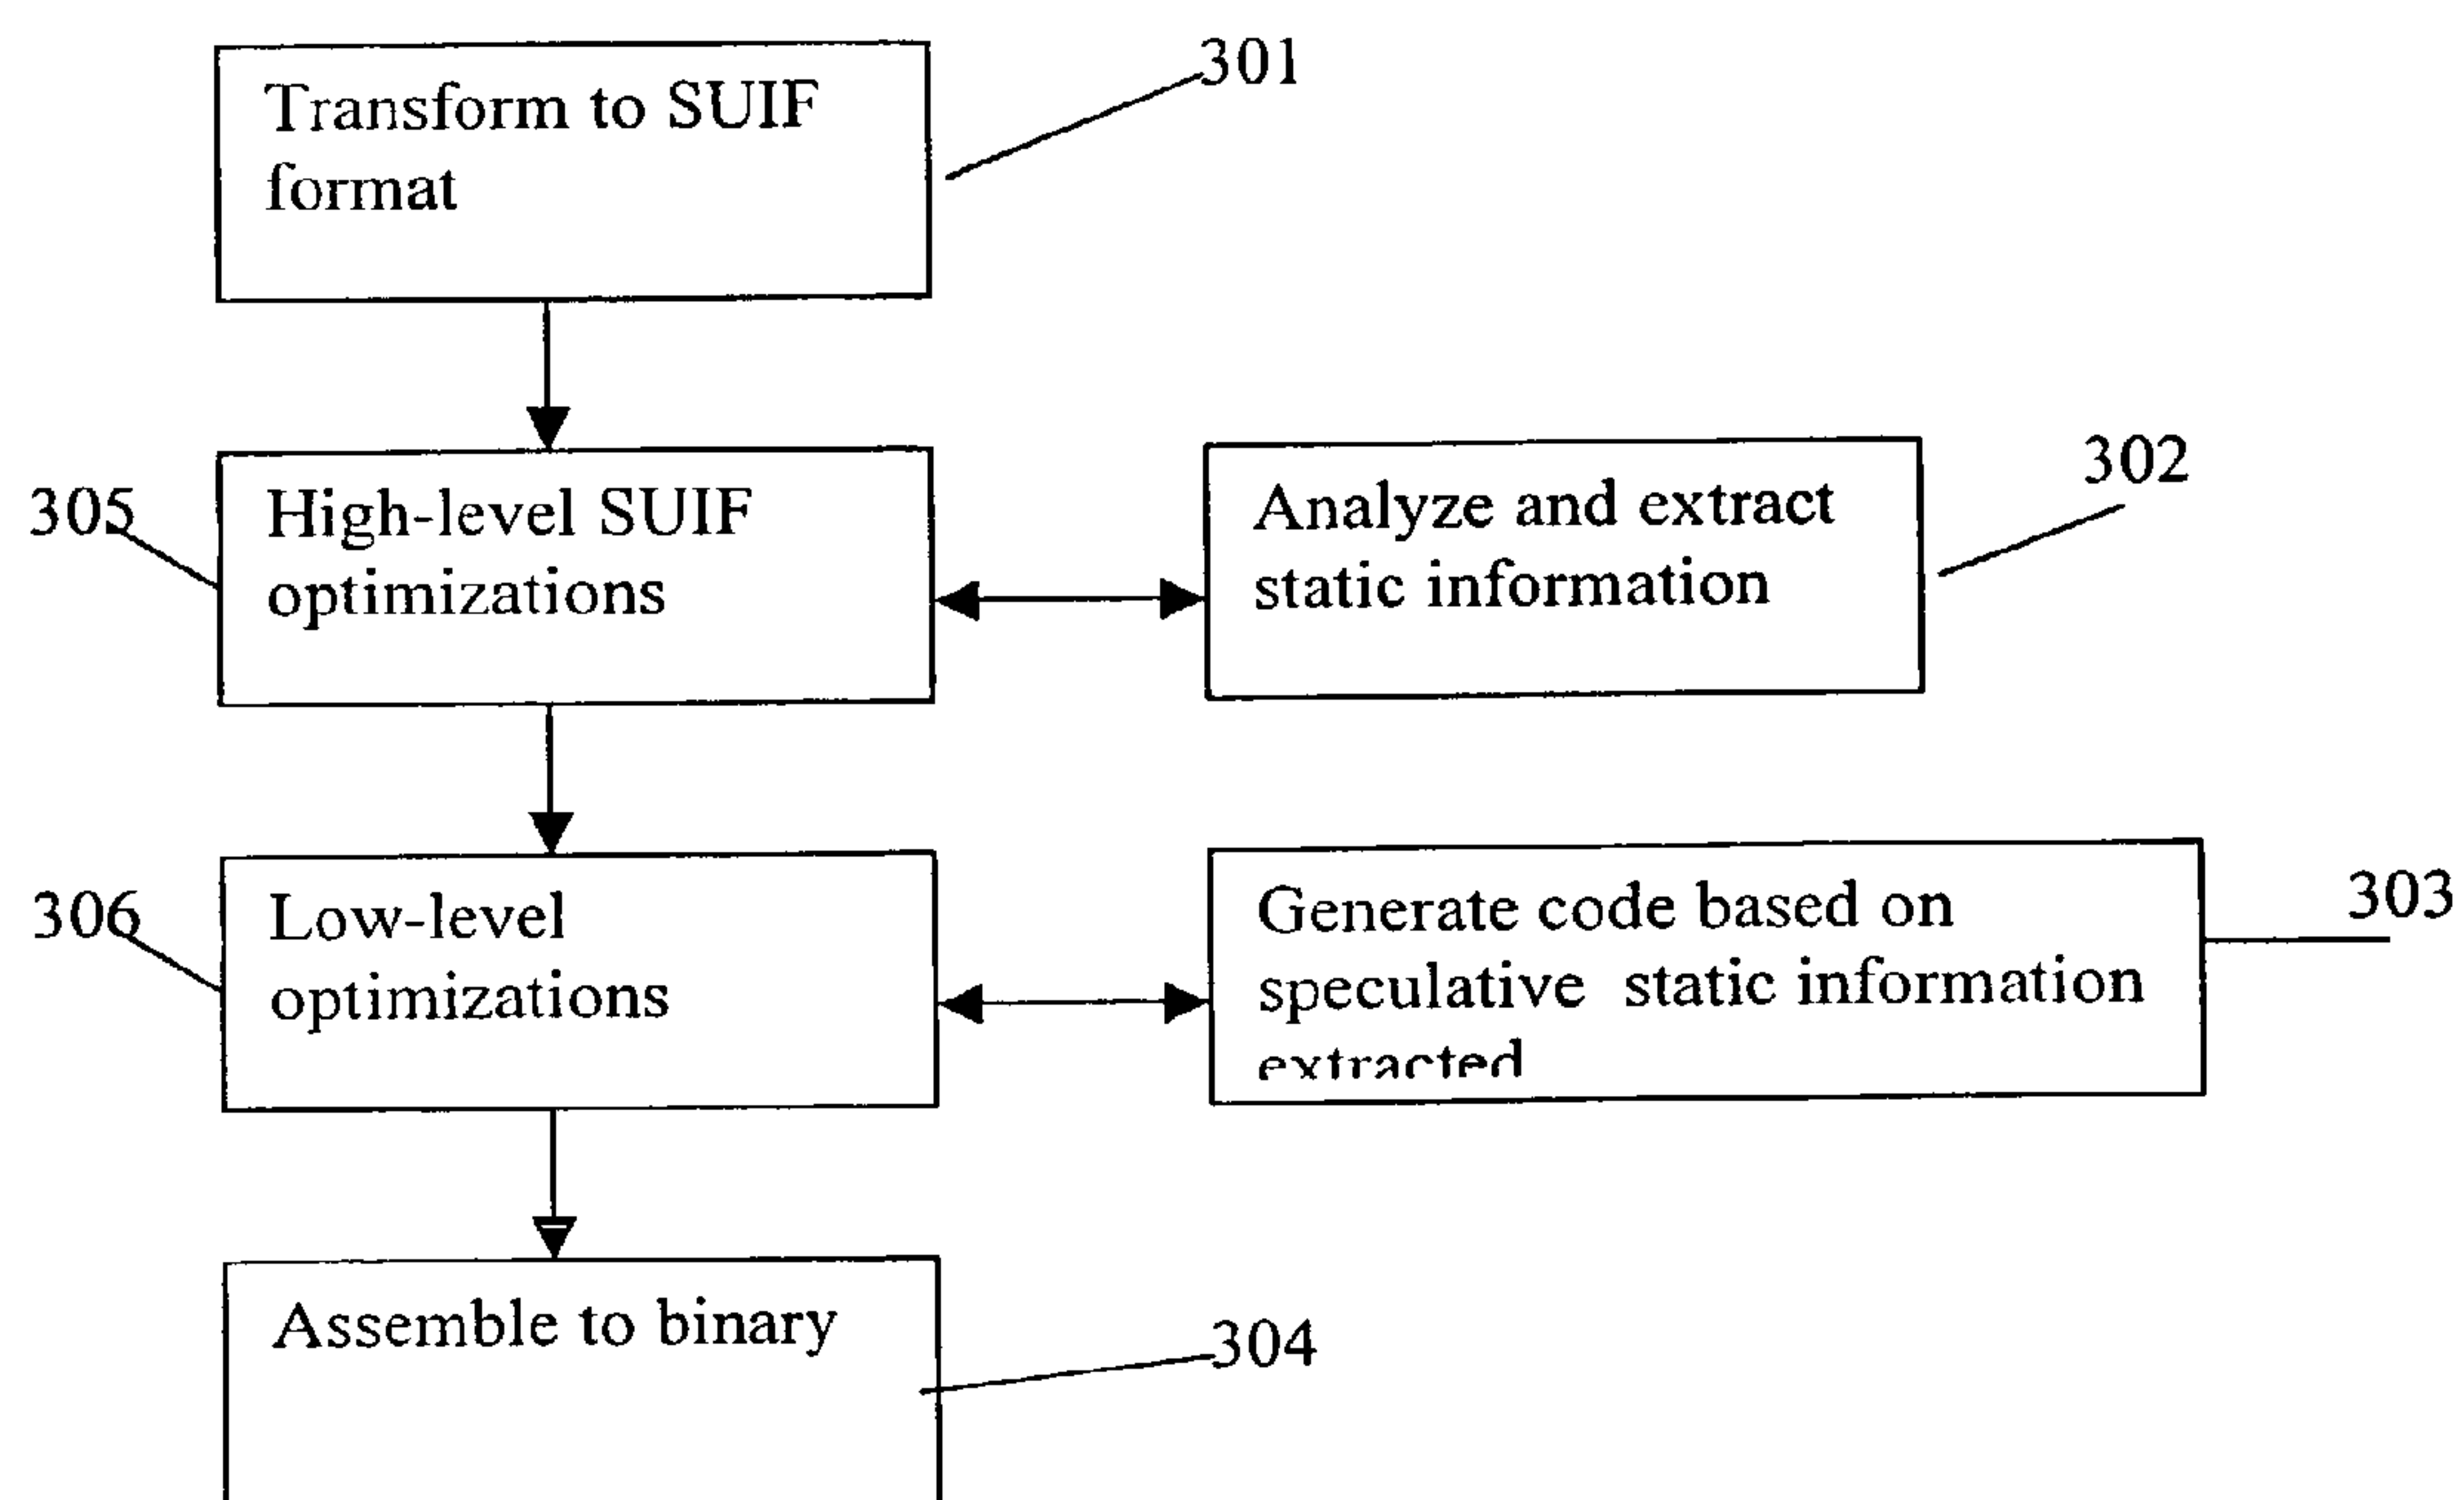 Transform to SUIF
format
301
305
High-level SUIF
optimizations
Analyze and extract
static information
302
306
Low-level
optimizations
Generate code based on
speculative static information
extracted
303
Assemble to binary
304